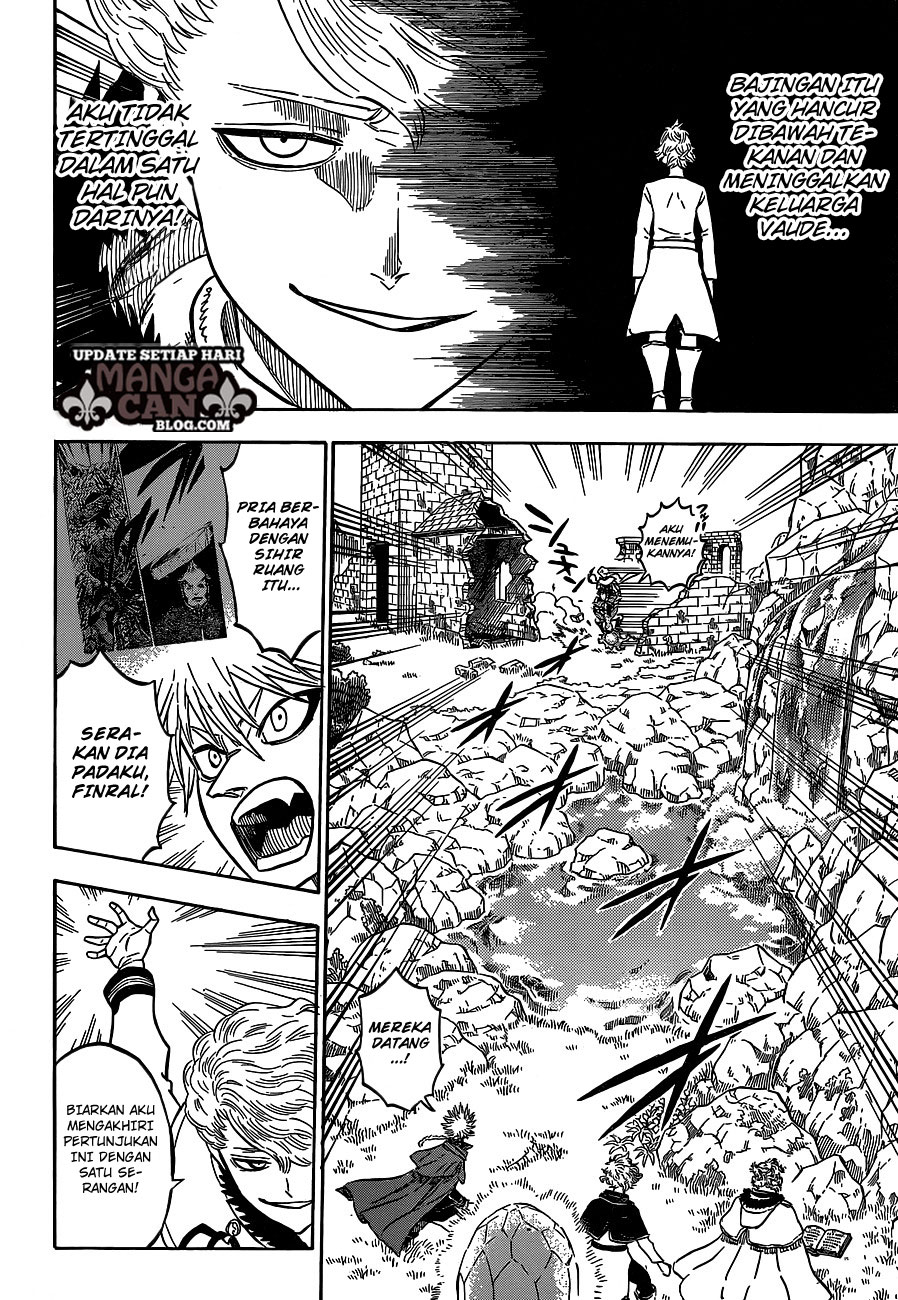 BAJINGAN ITU
YANG HANCUR
DIBAWAH TE-
KANAN DAN
MENINGGALKAN
KELUARGA
VAUDE...
AKU TIDAK
TERTINGGAL
DALAM SATU
HAL PUN
DARINYA!
UPDATE SETIAP HARI
MANGA
CAN
BLOG.COM
AKU
MENEMU-
KANNYA!
MEREKA
DATANG
...!
PRIA BER-
BAHAYA
DENGAN
SIHIR
RUANG
ITU...
SERA-
KAN DIA
PADAKU,
FINRAL!
BIARKAN AKU
MENGAKHIRI
PERTUNJUKAN
INI DENGAN
SATU SE-
RANGAN!